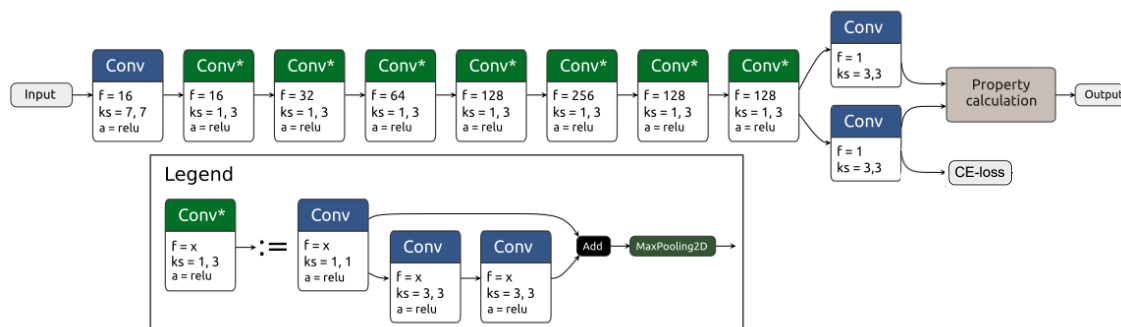 Input
Conv
f = 16
ks = 7, 7
a = relu
Conv*
f = 16
ks = 1, 3
a = relu
Conv*
f = 32
ks = 1, 3
a = relu
Conv*
f = 64
ks = 1, 3
a = relu
Conv*
f = 128
ks = 1, 3
a = relu
Conv*
f = 256
ks = 1, 3
a = relu
Conv*
f = 128
ks = 1, 3
a = relu
Conv*
f = 128
ks = 1, 3
a = relu
Conv
f = 1
ks = 3,3
Conv
f = 1
ks = 3,3
Property
calculation
Output
CE-loss
Legend
Conv*
f = x
ks = 1, 3
a = relu
:=
Conv
f = x
ks = 1, 1
a = relu
Conv
f = x
ks = 3, 3
a = relu
Conv
f = x
ks = 3, 3
a = relu
Add
MaxPooling2D